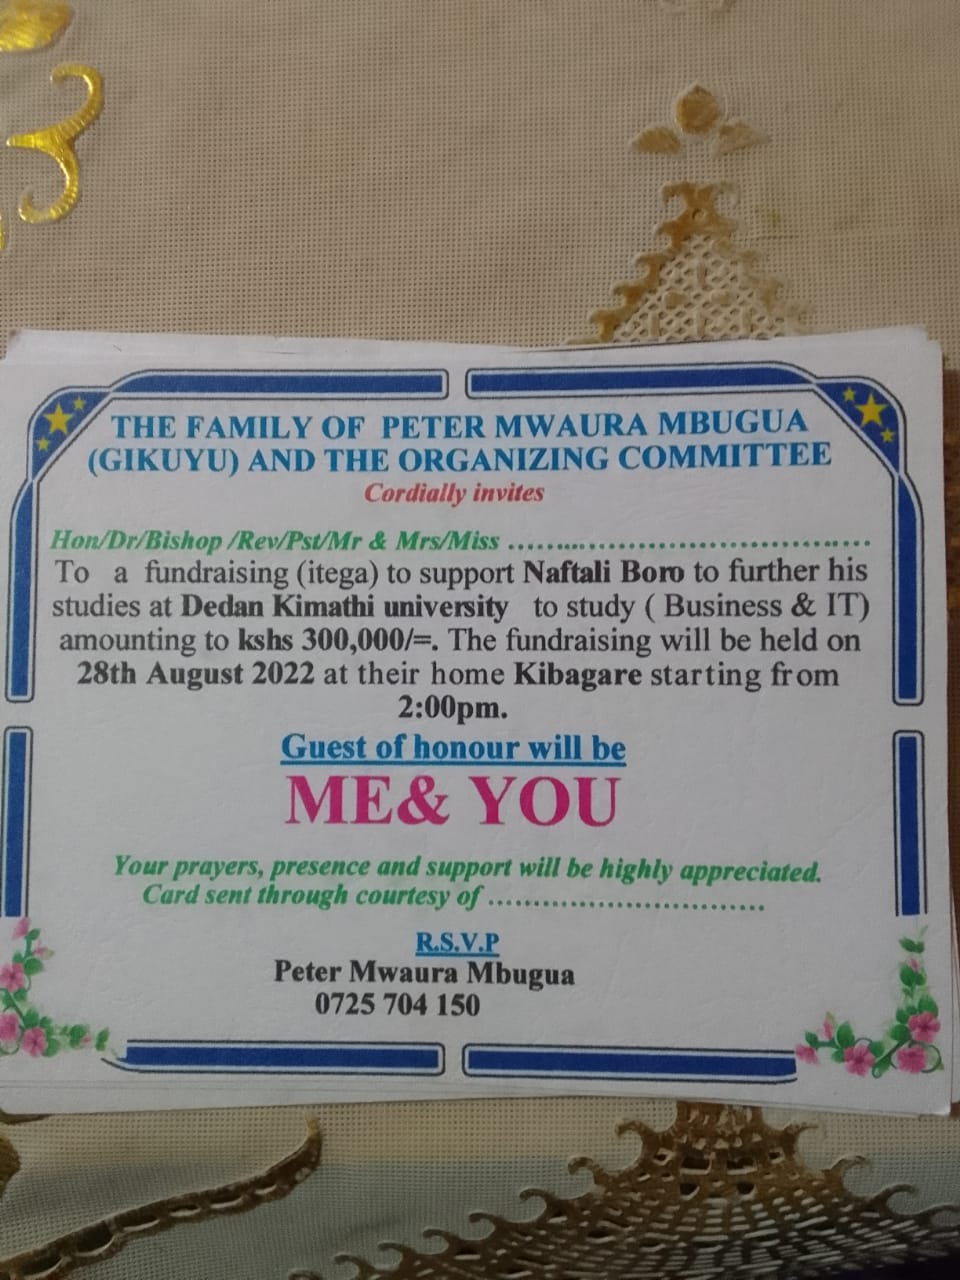 THE FAMILY OF PETER MWAURA MBUGUA
(GIKUYU) AND THE ORGANIZING COMMITTEE
Cordially invites
Hon/Dr/Bishop /Rev/Pst/Mr & Mrs/Miss ..........................................
To a fundraising (itega) to support Naftali Boro to further his
studies at Dedan Kimathi university to study ( Business & IT)
amounting to kshs 300,000/=. The fundraising will be held on
28th August 2022 at their home Kibagare starting from
2:00pm.
Guest of honour will be
ME& YOU
Your prayers, presence and support will be highly appreciated.
Card sent through courtesy of ..............................
R.S.V.P
Peter Mwaura Mbugua
0725 704 150